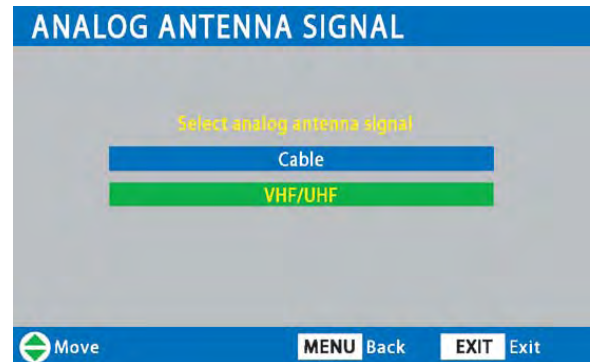 ANALOG ANTENNA SIGNAL
Select analog antenna signal
Cable
VHF/UHF
Move MENU Back EXIT Exit